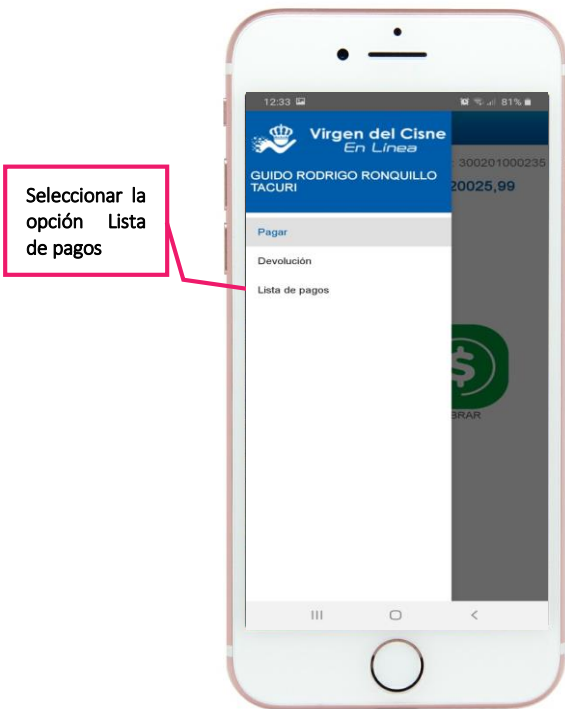 12:33 81%
Virgen del Cisne
En Línea
GUIDO RODRIGO RONQUILLO
TACURI
300201000235
20025,99
Seleccionar la
opción Lista
de pagos
Pagar
Devolución
Lista de pagos
BRAR